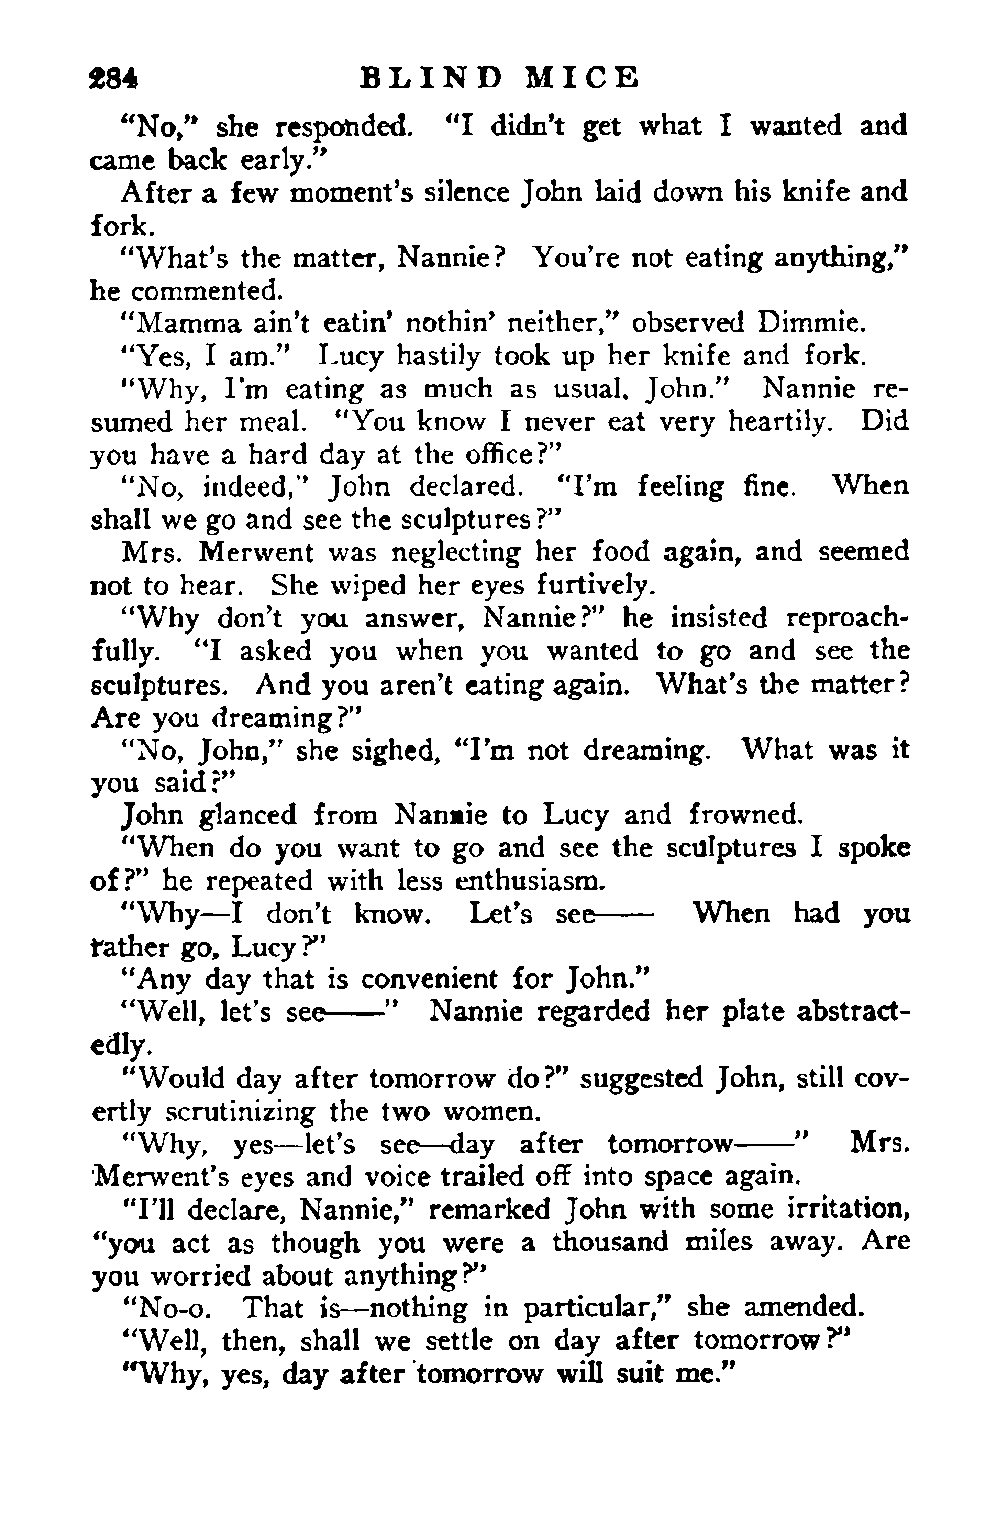 284 BLIND MICE
“No,” she responded. “I didn’t get what I wanted and
came back early.”
After a few moment’s silence John laid down his knife and
fork.
“What’s the matter, Nannie? You’re not eating anything,”
he commented.
“Mamma ain’t eatin’ nothin’ neither,” observed Dimmie.
“Yes, I am.” Lucy hastily took up her knife and fork.
“Why, I’m eating as much as usual, John.” Nannie re-
sumed her meal. “You know I never eat very heartily. Did
you have a hard day at the office?”
“No, indeed,” John declared. “I’m feeling fine. When
shall we go and see the sculptures?”
Mrs. Merwent was neglecting her food again, and seemed
not to hear. She wiped her eyes furtively.
“Why don’t you answer, Nannie?” he insisted reproach-
fully. “I asked you when you wanted to go and see the
sculptures. And you aren’t eating again. What’s the matter?
Are you dreaming?”
“No, John,” she sighed, “I’m not dreaming. What was it
you said?”
John glanced from Nannie to Lucy and frowned.
“When do you want to go and see the sculptures I spoke
of?” he repeated with less enthusiasm.
“Why—I don’t know. Let’s see—— When had you
rather go, Lucy?”
“Any day that is convenient for John.”
“Well, let’s see——” Nannie regarded her plate abstract-
edly.
“Would day after tomorrow do?” suggested John, still cov-
ertly scrutinizing the two women.
“Why, yes—let’s see—day after tomorrow——” Mrs.
Merwent’s eyes and voice trailed off into space again.
“I’ll declare, Nannie,” remarked John with some irritation,
“you act as though you were a thousand miles away. Are
you worried about anything?”
“No-o. That is—nothing in particular,” she amended.
“Well, then, shall we settle on day after tomorrow?”
“Why, yes, day after tomorrow will suit me.”